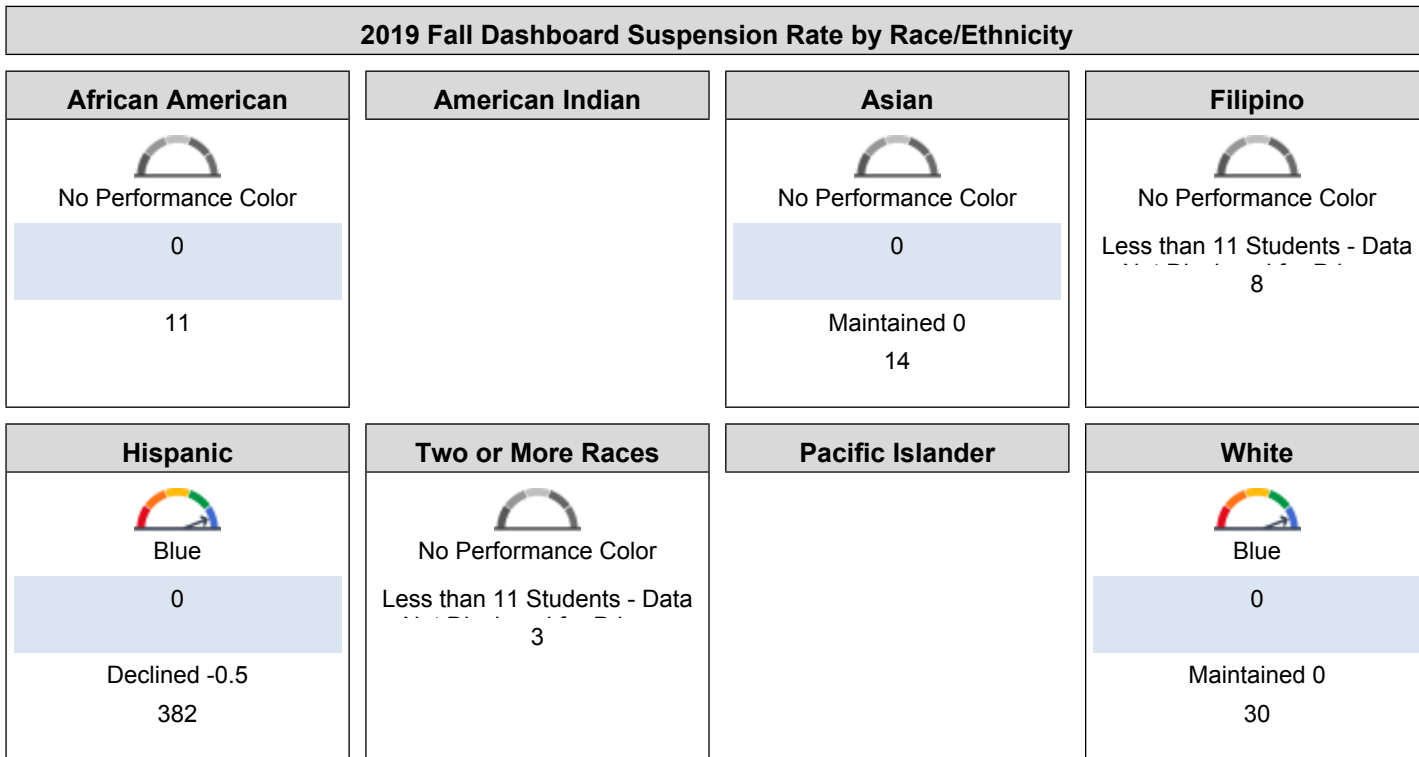 2019 Fall Dashboard Suspension Rate by Race/Ethnicity
African American
No Performance Color
0
11
American Indian
Asian
No Performance Color
0
Maintained 0
14
Filipino
No Performance Color
Less than 11 Students - Data
8
Hispanic
Blue
0
Declined -0.5
382
Two or More Races
No Performance Color
Less than 11 Students - Data
3
Pacific Islander
White
Blue
0
Maintained 0
30